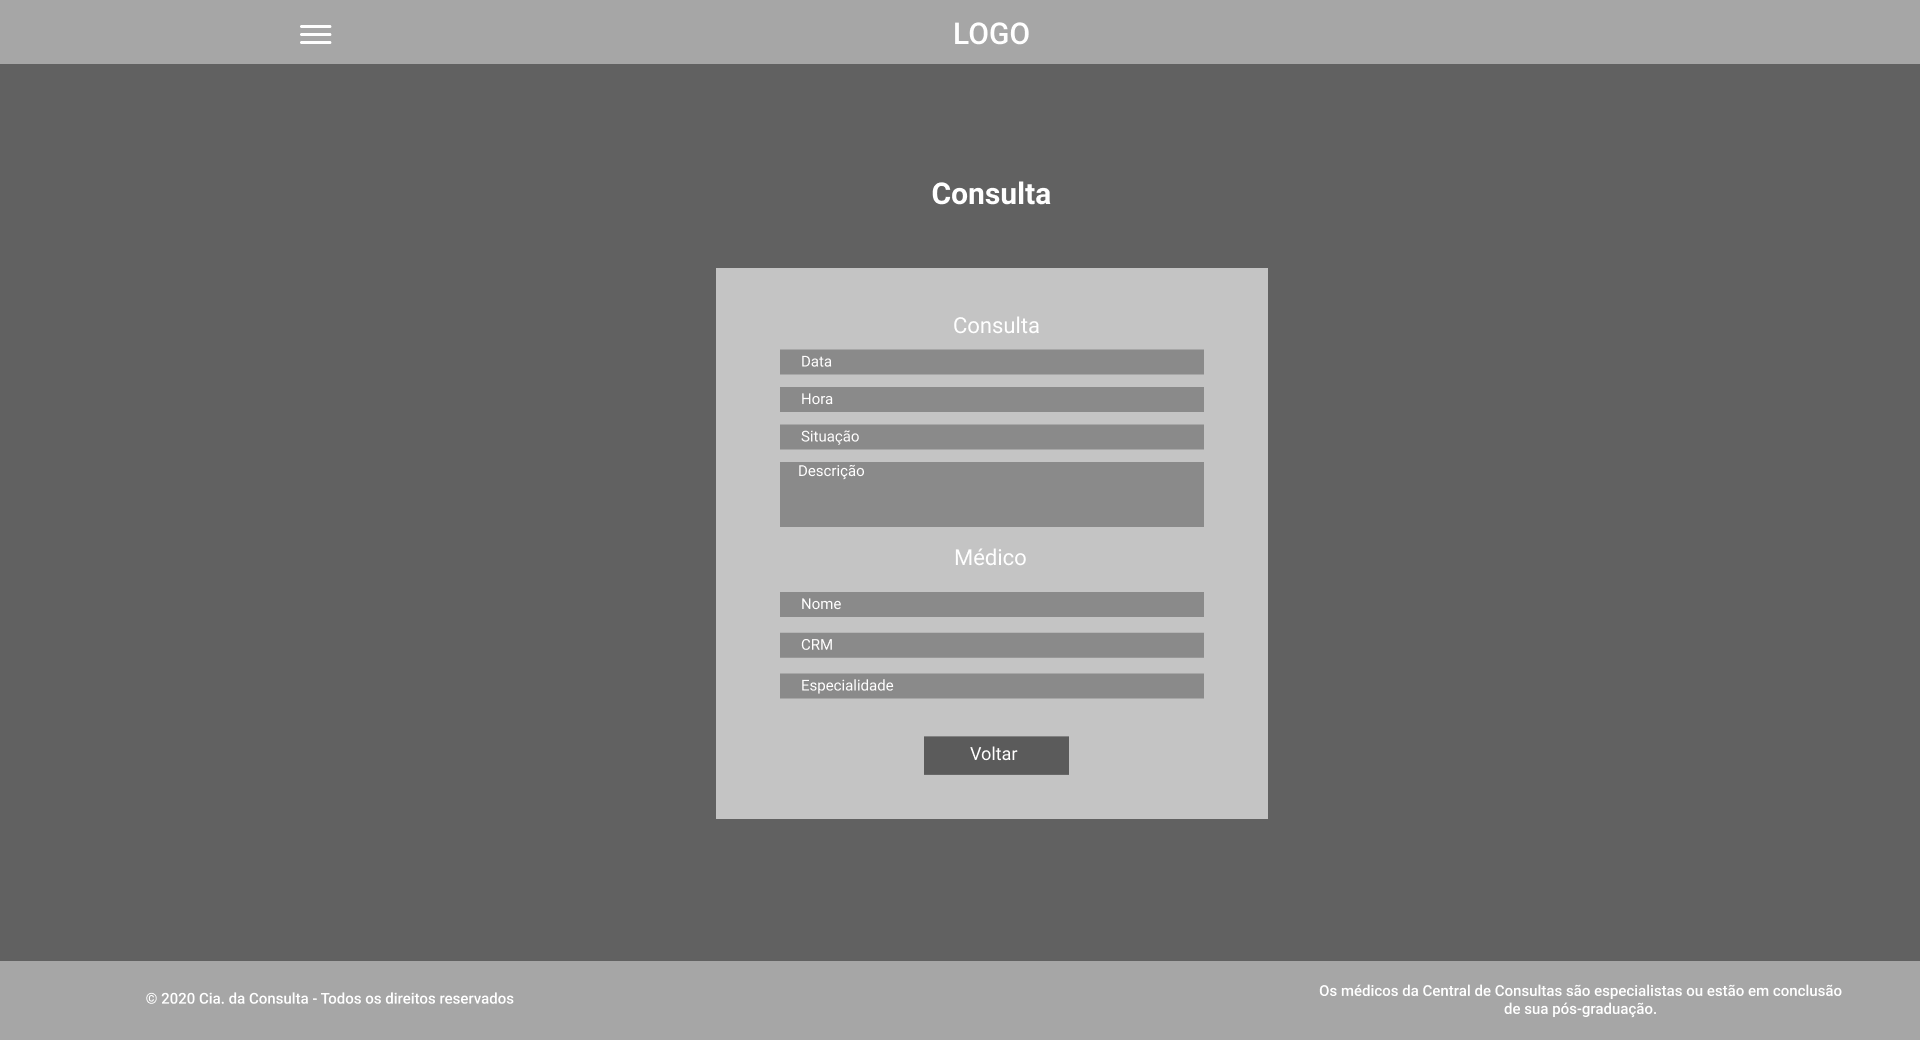 LOGO
Consulta
Consulta
Data
Hora
Situação
Descrição
Médico
Nome
CRM
Especialidade
Voltar
© 2020 Cia. da Consulta - Todos os direitos reservados
Os médicos da Central de Consultas são especialistas ou estão em conclusão
de sua pós-graduação.